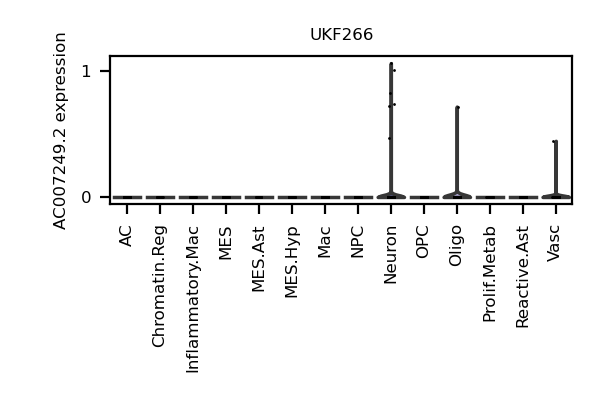 UKF266
AC007249.2 expression
1
0
AC
Chromatin.Reg
Inflammatory.Mac
MES
MES.Ast
MES.Hyp
Mac
NPC
Neuron
OPC
Oligo
Prolif.Metab
Reactive.Ast
Vasc